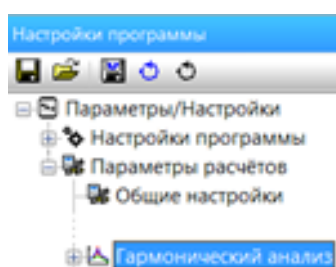 Настройки программы
Параметры/Настройки
Настройки программы
Параметры расчётов
Общие настройки
Гармонический анализ